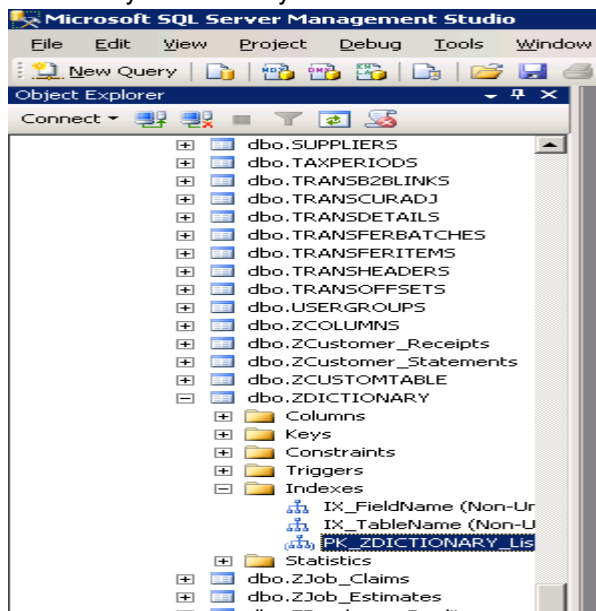 Microsoft SQL Server Management Studio
File Edit View Project Debug Tools Window
New Query
Object Explorer
Connect
dbo.SUPPLIERS
dbo.TAXPERIODS
dbo.TRANSB2BLINKS
dbo.TRANSCURADJ
dbo.TRANSDETAILS
dbo.TRANSFERBATCHES
dbo.TRANSFERITEMS
dbo.TRANSHEADERS
dbo.TRANSOFFSETS
dbo.USERGROUPS
dbo.ZCOLUMNS
dbo.ZCustomer_Receipts
dbo.ZCustomer_Statements
dbo.ZCUSTOMTABLE
dbo.ZDICTIONARY
Columns
Keys
Constraints
Triggers
Indexes
IX_FieldName (Non-Ur
IX_TableName (Non-U
PK_ZDICTIONARY_Lis
Statistics
dbo.ZJob_Claims
dbo.ZJob_Estimates